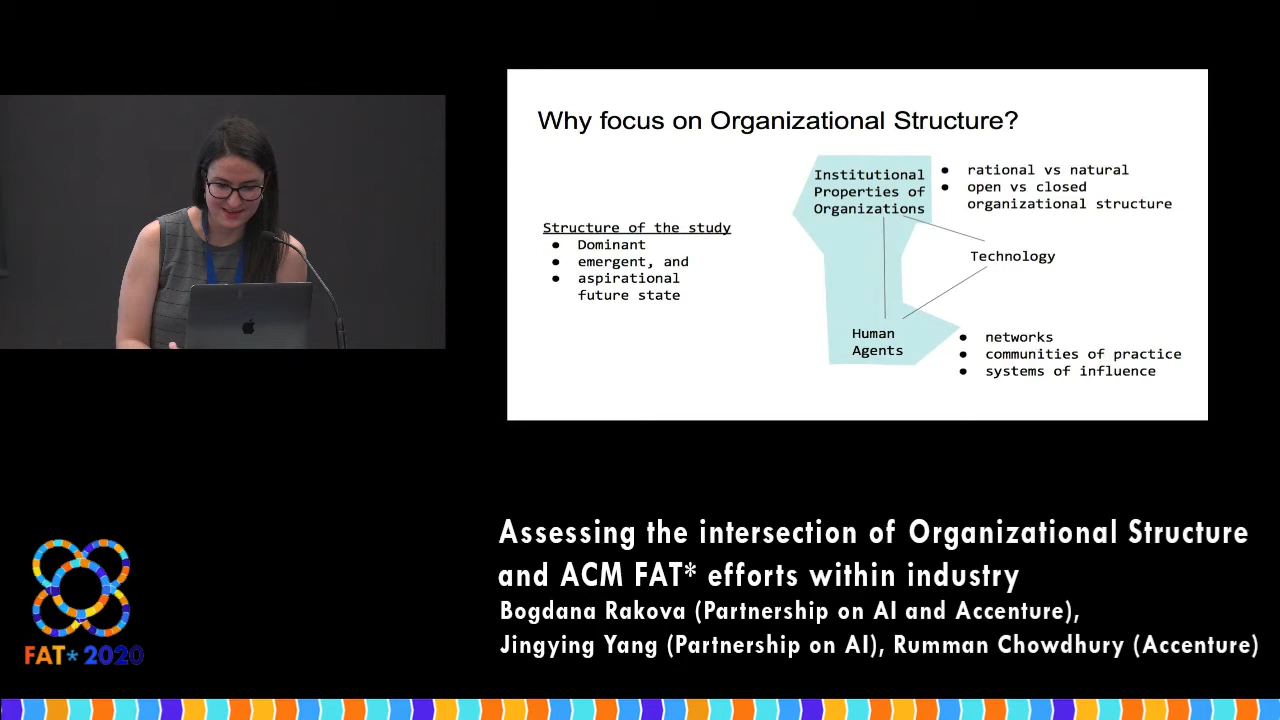 Why focus on Organizational Structure?
Structure of the study
● Dominant
● emergent, and
● aspirational
future state
Institutional
Properties of
Organizations
● rational vs natural
● open vs closed
organizational structure
Technology
Human
Agents
● networks
● communities of practice
● systems of influence
Assessing the intersection of Organizational Structure
and ACM FAT* efforts within industry
Bogdana Rakova (Partnership on AI and Accenture),
Jingying Yang (Partnership on AI), Rumman Chowdhury (Accenture)
FAT* 2020